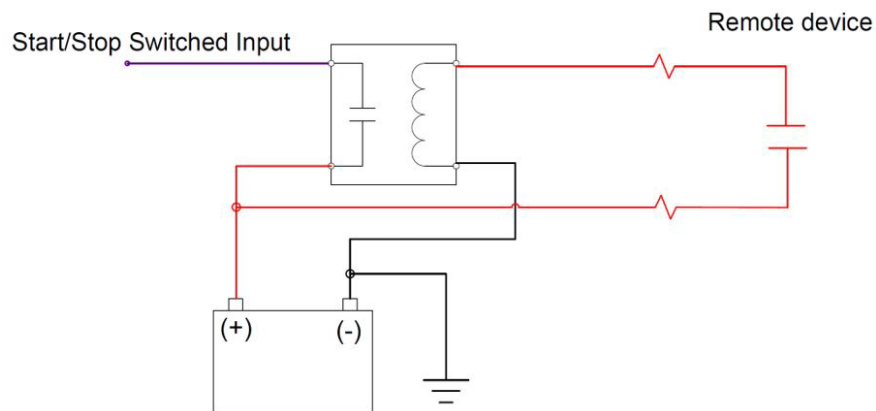 Remote device
Start/Stop Switched Input
(+)
(-)